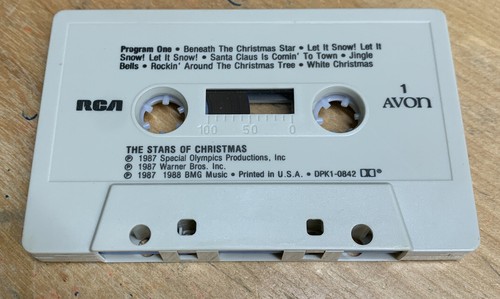 Program One • Beneath The Christmas Star • Let It Snow! Let It
Snow! Let It Snow! • Santa Claus Is Comin' To Town • Jingle
Bells • Rockin' Around The Christmas Tree • White Christmas
RCA
1
AVON
100 50 0
THE STARS OF CHRISTMAS
℗ 1987 Special Olympics Productions, Inc
℗ 1987 Warner Bros. Inc.
℗ 1987 1988 BMG Music • Printed in U.S.A. • DPK1-0842